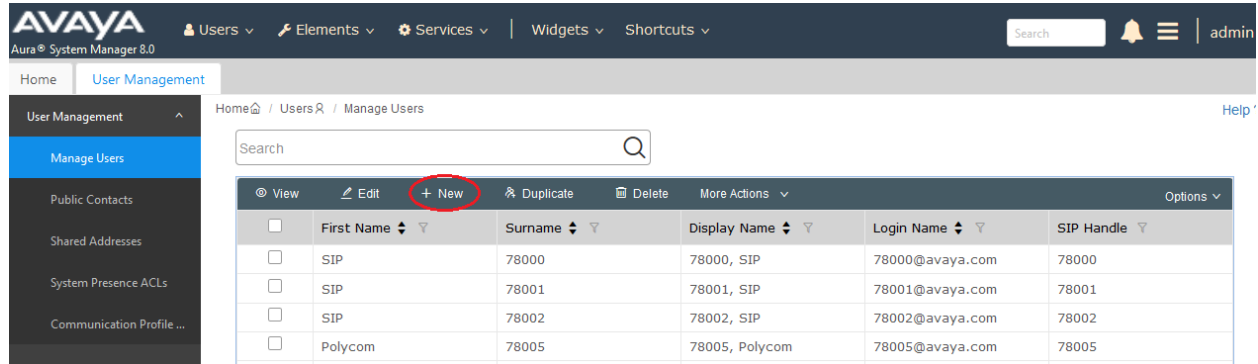 AVAYA
Aura® System Manager 8.0
Users Elements Services | Widgets Shortcuts Search admin
Home User Management
User Management
Manage Users
Public Contacts
Shared Addresses
System Presence ACLs
Communication Profile ...
Home / Users / Manage Users Help
Search
View Edit + New Duplicate Delete More Actions Options
First Name Surname Display Name Login Name SIP Handle
SIP 78000 78000, SIP 78000@avaya.com 78000
SIP 78001 78001, SIP 78001@avaya.com 78001
SIP 78002 78002, SIP 78002@avaya.com 78002
Polycom 78005 78005, Polycom 78005@avaya.com 78005